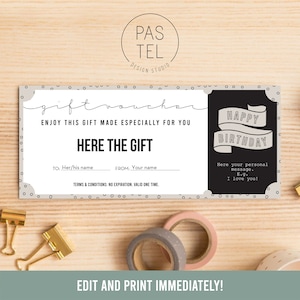 PAS
TEL
DESIGN STUDIO
gift voucher
ENJOY THIS GIFT MADE ESPECIALLY FOR YOU
HERE THE GIFT
TO: Her/his name FROM: Your name
TERMS & CONDITIONS: NO EXPIRATION. VALID ONE TIME.
HAPPY
BIRTHDAY
Here your personal
message.
E.g.
I love you!
EDIT AND PRINT IMMEDIATELY!